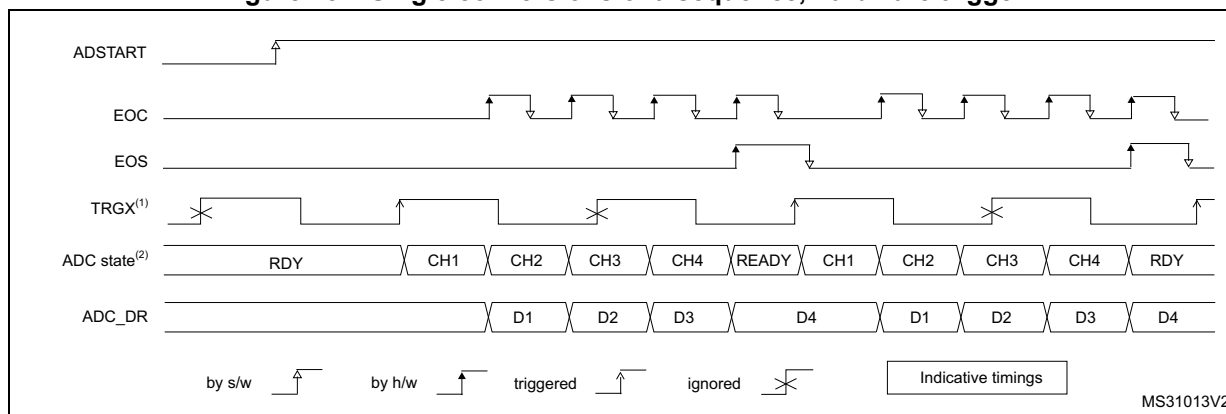 ADSTART
EOC
EOS
TRGX(1)
ADC state(2) RDY CH1 CH2 CH3 CH4 READY CH1 CH2 CH3 CH4 RDY
ADC_DR D1 D2 D3 D4 D1 D2 D3 D4
by s/w by h/w triggered ignored Indicative timings
MS31013V2